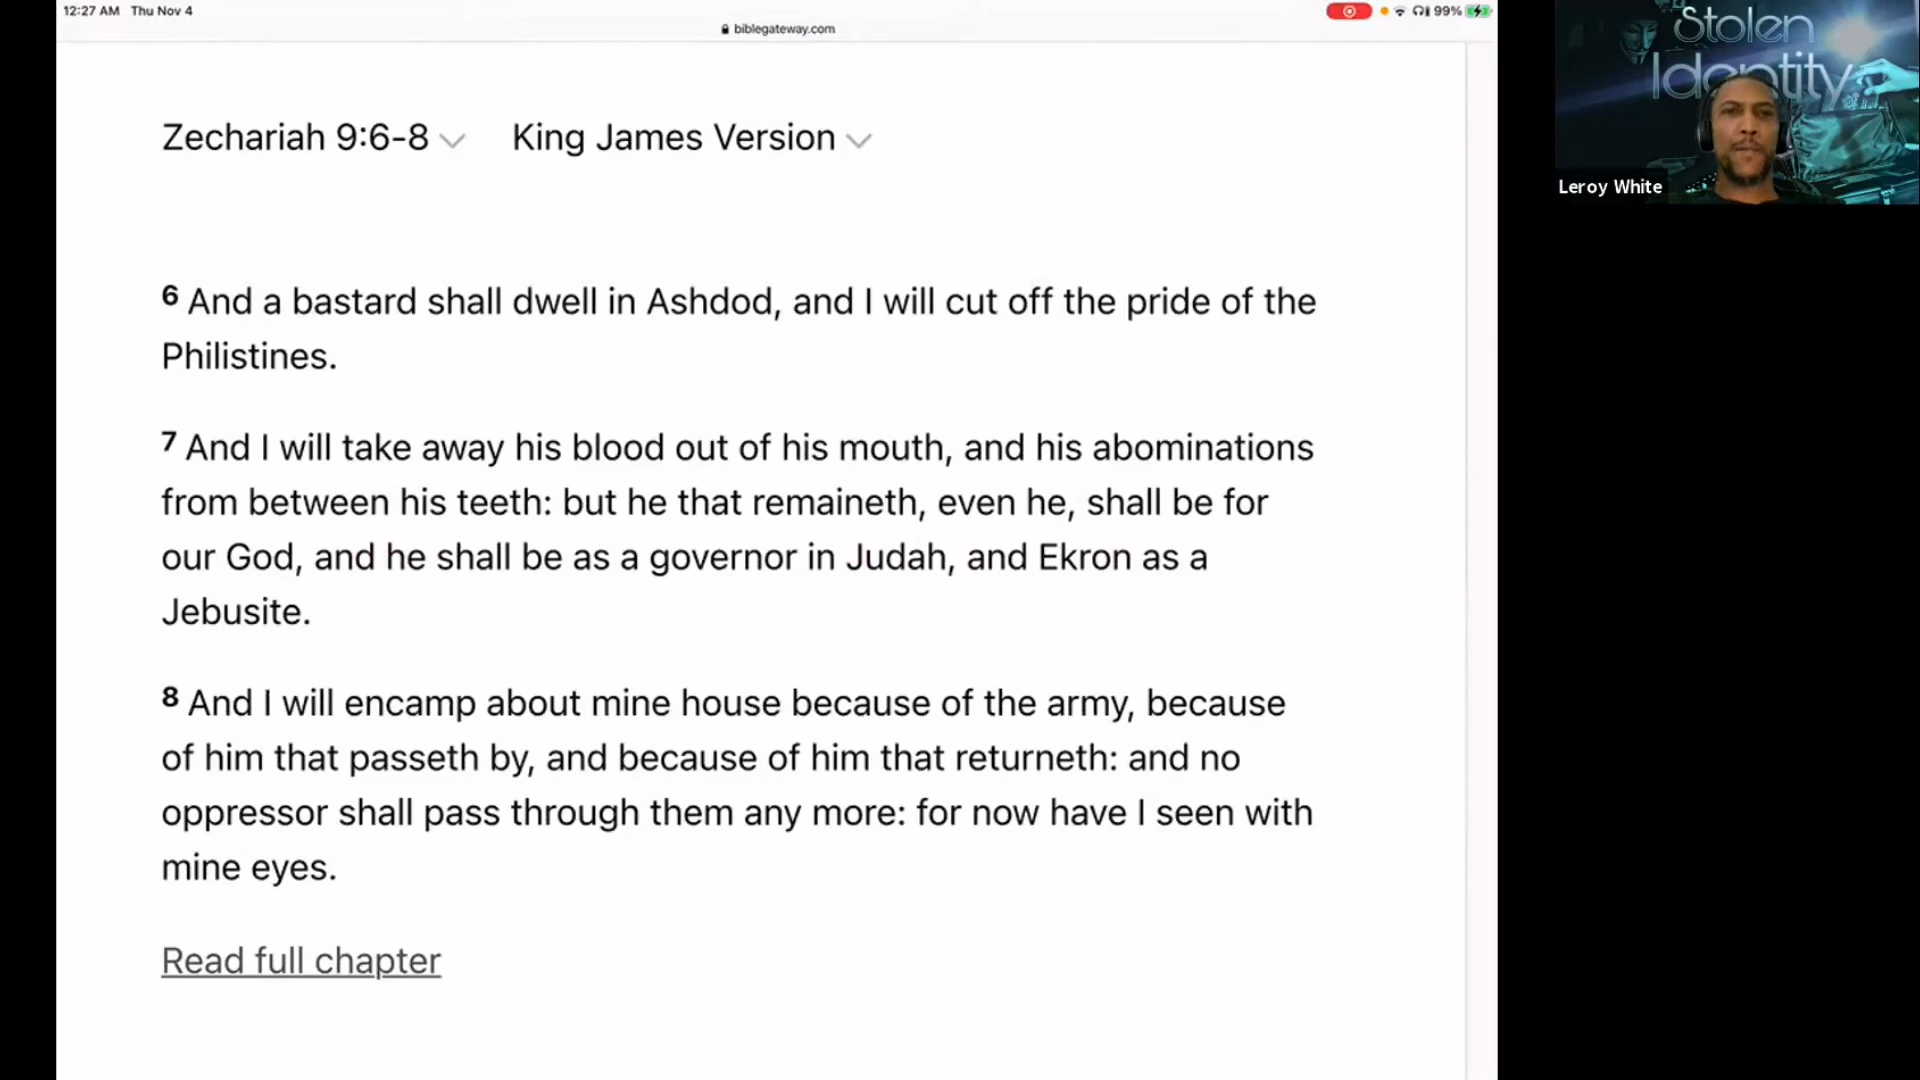 12:27 AM Thu Nov 4
99%
biblegateway.com
Zechariah 9:6-8 King James Version
6 And a bastard shall dwell in Ashdod, and I will cut off the pride of the
Philistines.
7 And I will take away his blood out of his mouth, and his abominations
from between his teeth: but he that remaineth, even he, shall be for
our God, and he shall be as a governor in Judah, and Ekron as a
Jebusite.
8 And I will encamp about mine house because of the army, because
of him that passeth by, and because of him that returneth: and no
oppressor shall pass through them any more: for now have I seen with
mine eyes.
Read full chapter
Stolen
Identity
Leroy White